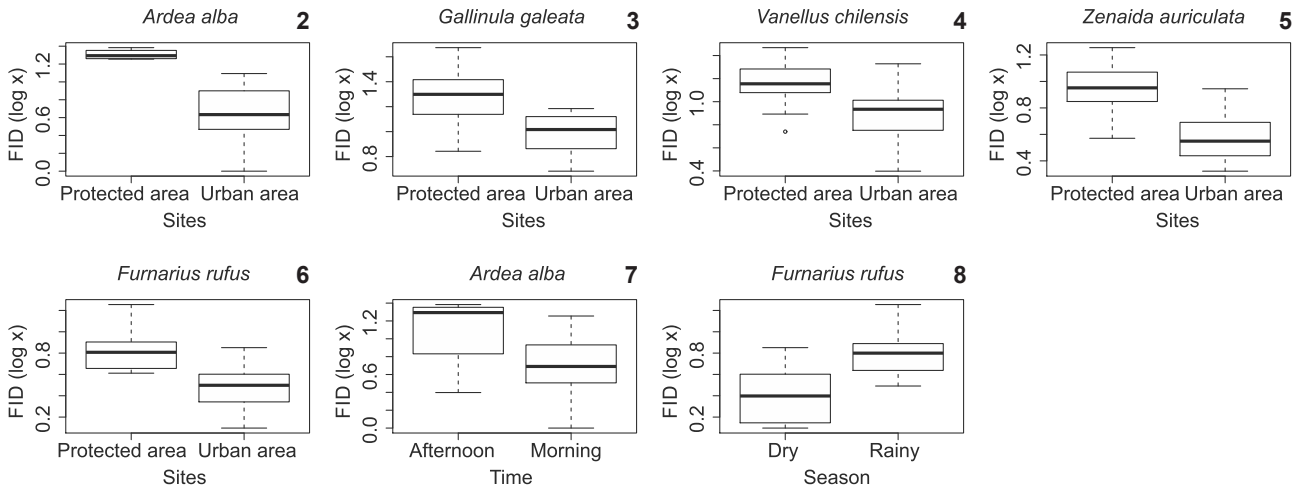 Ardea alba 2
FID (log x)
1.2
0.6
0.0
Protected area Urban area
Sites
Gallinula galeata 3
FID (log x)
1.4
0.8
Protected area Urban area
Sites
Vanellus chilensis 4
FID (log x)
1.0
0.4
Protected area Urban area
Sites
Zenaida auriculata 5
FID (log x)
1.2
0.8
0.4
Protected area Urban area
Sites
Furnarius rufus 6
FID (log x)
0.8
0.2
Protected area Urban area
Sites
Ardea alba 7
FID (log x)
1.2
0.6
0.0
Afternoon Morning
Time
Furnarius rufus 8
FID (log x)
0.8
0.2
Dry Rainy
Season